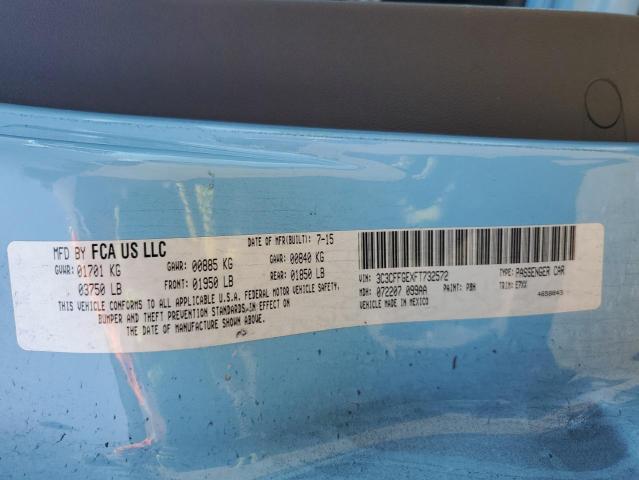 MFD BY FCA US LLC
DATE OF MFR(BUILT): 7-15
GVWR: 01701 KG
GAWR: 00885 KG
GAWR: 00840 KG
03750 LB
FRONT: 01950 LB
REAR: 01850 LB
THIS VEHICLE CONFORMS TO ALL APPLICABLE U.S.A. FEDERAL MOTOR VEHICLE SAFETY,
BUMPER AND THEFT PREVENTION STANDARDS IN EFFECT ON
THE DATE OF MANUFACTURE SHOWN ABOVE.
VIN: 3C3CFFGEXFT732572
TYPE: PASSENGER CAR
MDH: 072207 099AA
PAINT: PBN
TRIM: E7XX
VEHICLE MADE IN MEXICO